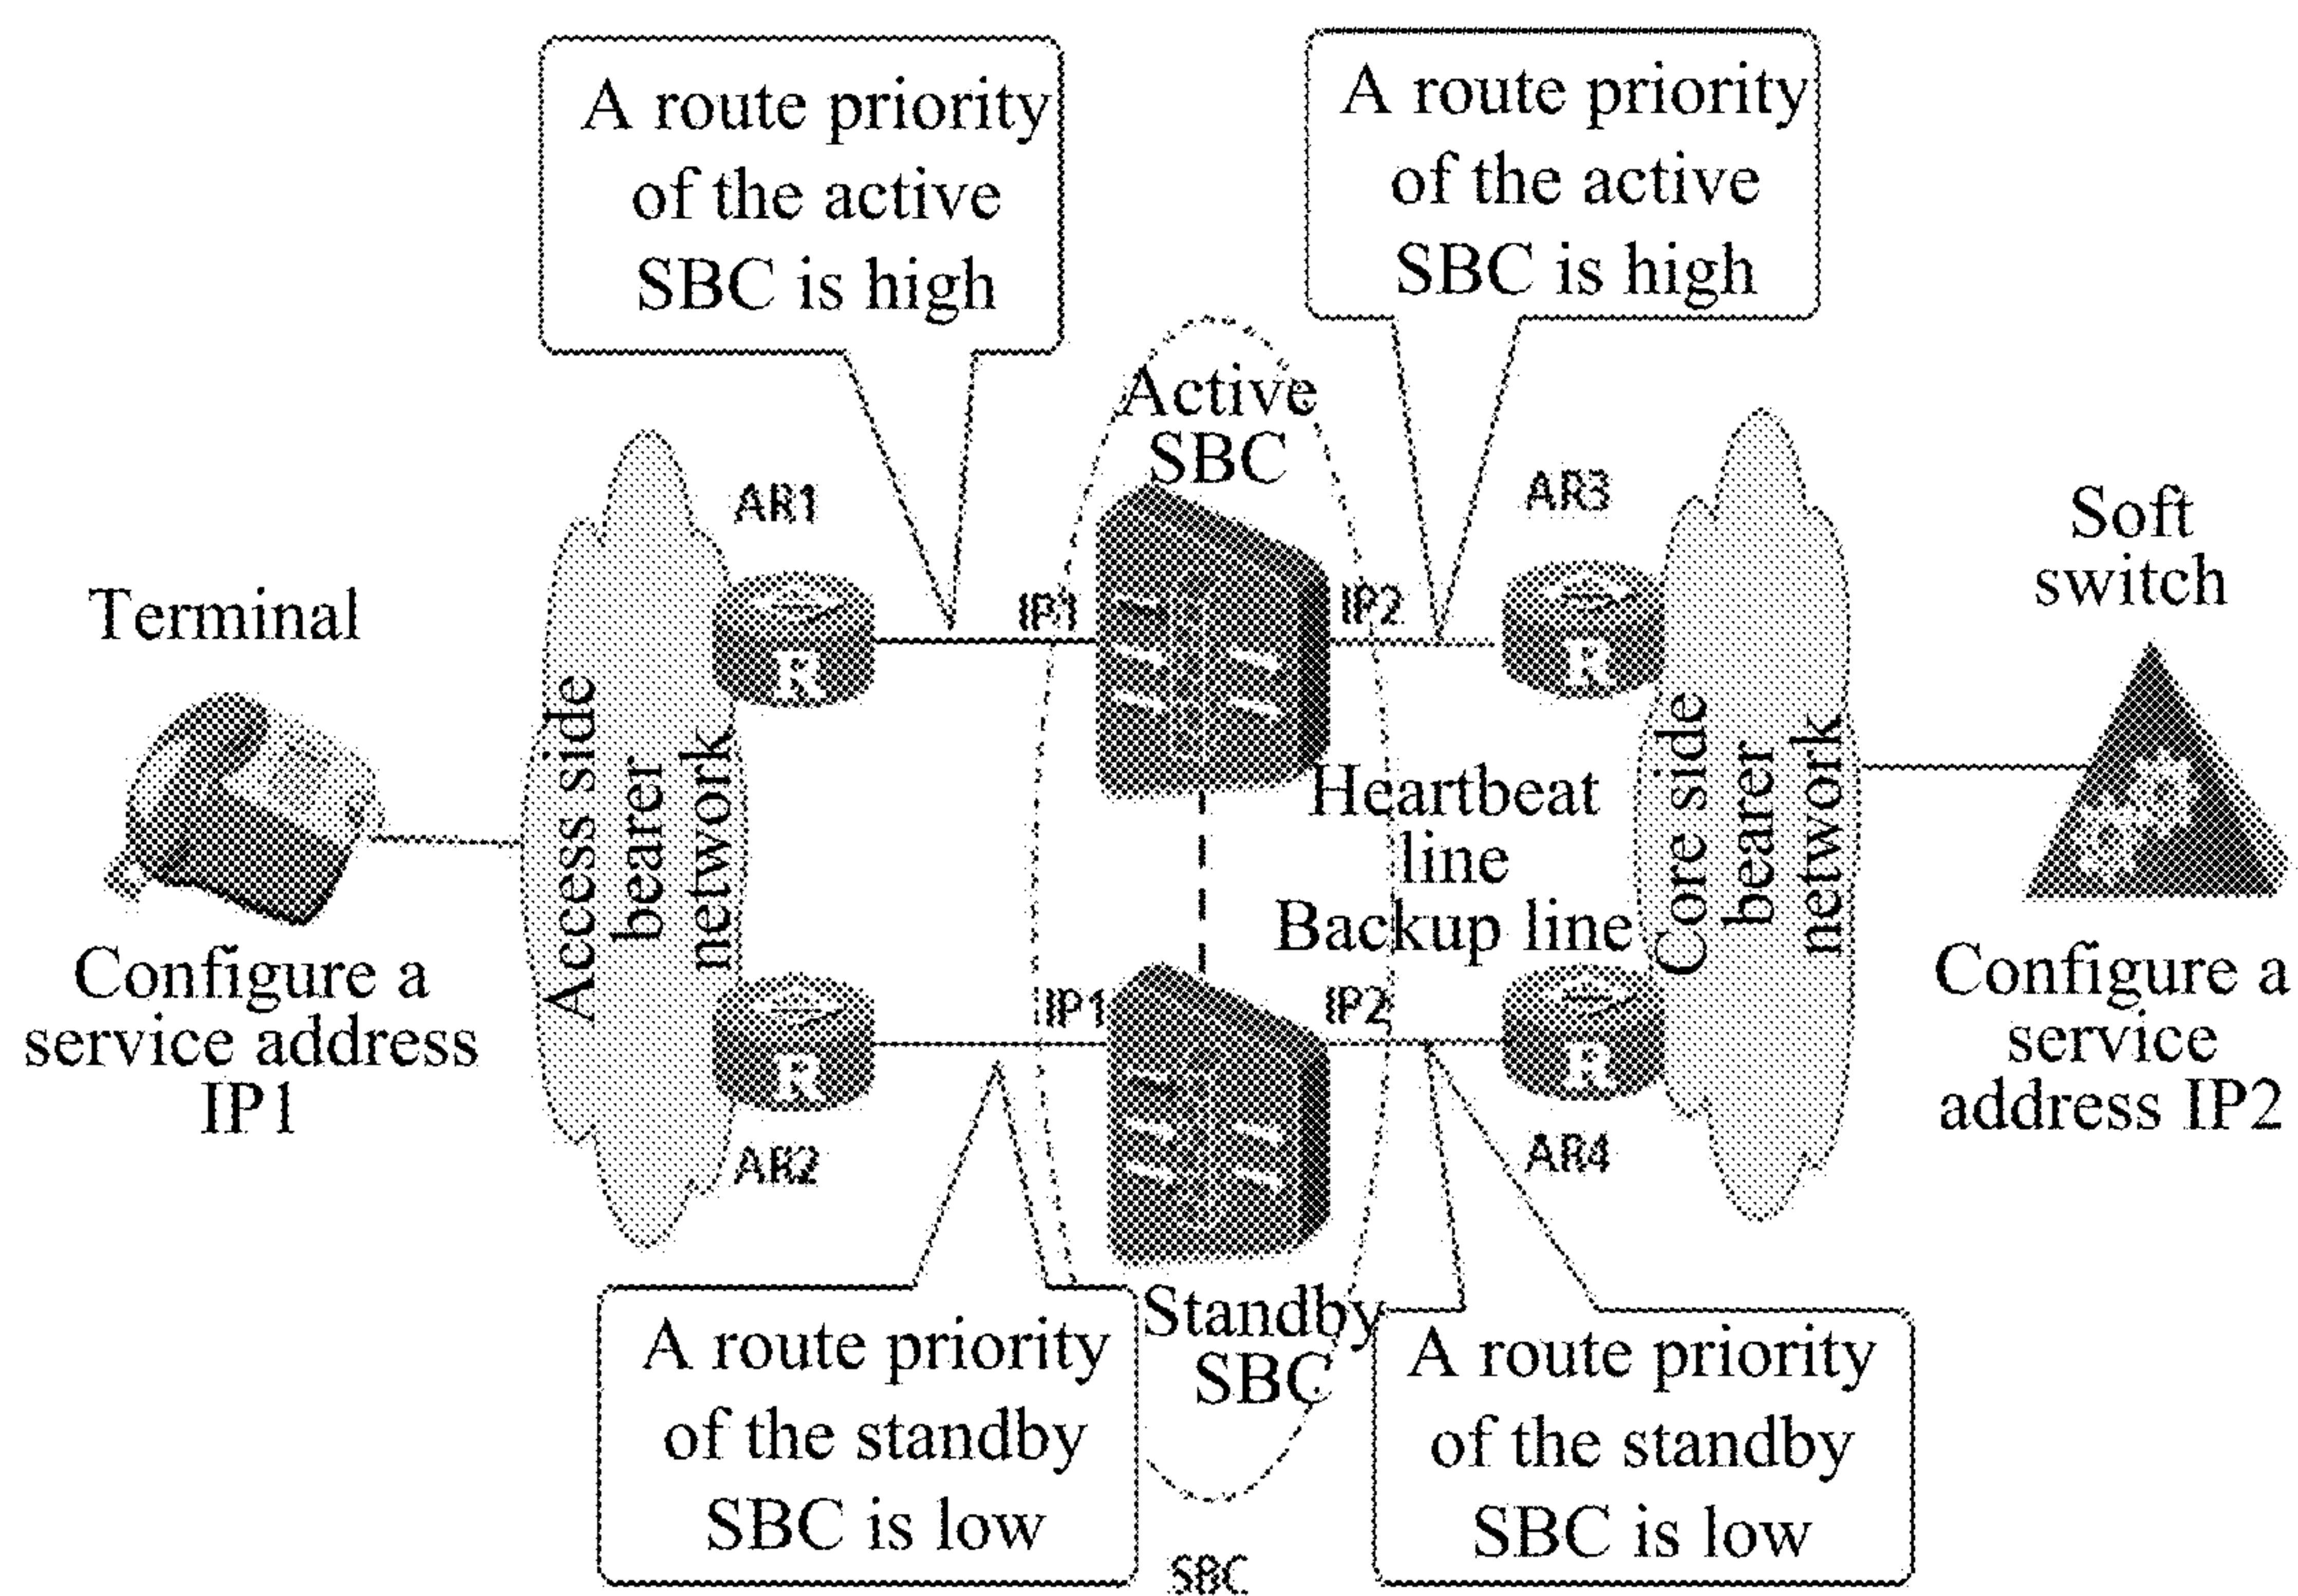 A route priority
of the active
SBC is high
A route priority
of the active
SBC is high
Active
SBC
AR1
AR3
Soft
switch
Terminal
IP1
IP2
Access side
bearer
network
Heartbeat
line
Backup line
Core side
bearer
network
Configure a
service address
IP1
IP1
IP2
Configure a
service
address IP2
R
R
R
R
AR2
AR4
Standby
SBC
A route priority
of the standby
SBC is low
A route priority
of the standby
SBC is low
SBC